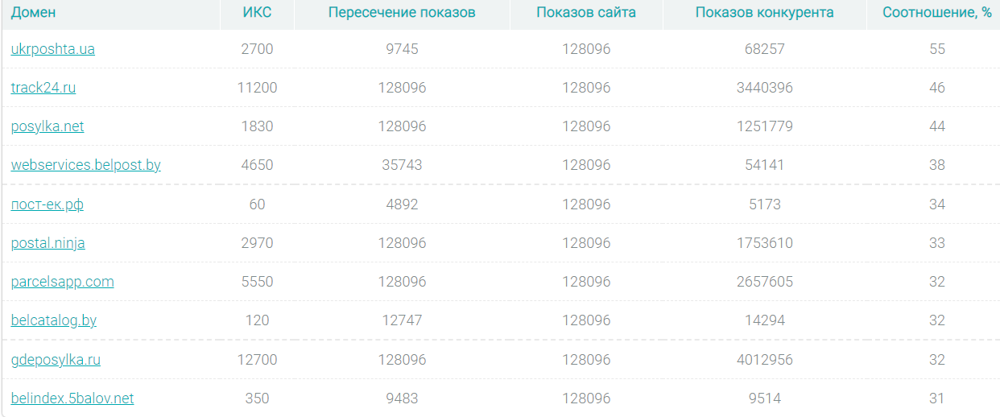 Домен ИКС Пересечение показов Показов сайта Показов конкурента Соотношение, %
ukrposhta.ua 2700 9745 128096 68257 55
track24.ru 11200 128096 128096 3440396 46
posylka.net 1830 128096 128096 1251779 44
webservices.belpost.by 4650 35743 128096 54141 38
пост-ек.рф 60 4892 128096 5173 34
postal.ninja 2970 128096 128096 1753610 33
parcelsapp.com 5550 128096 128096 2657605 32
belcatalog.by 120 12747 128096 14294 32
gdeposylka.ru 12700 128096 128096 4012956 32
belindex.5balov.net 350 9483 128096 9514 31